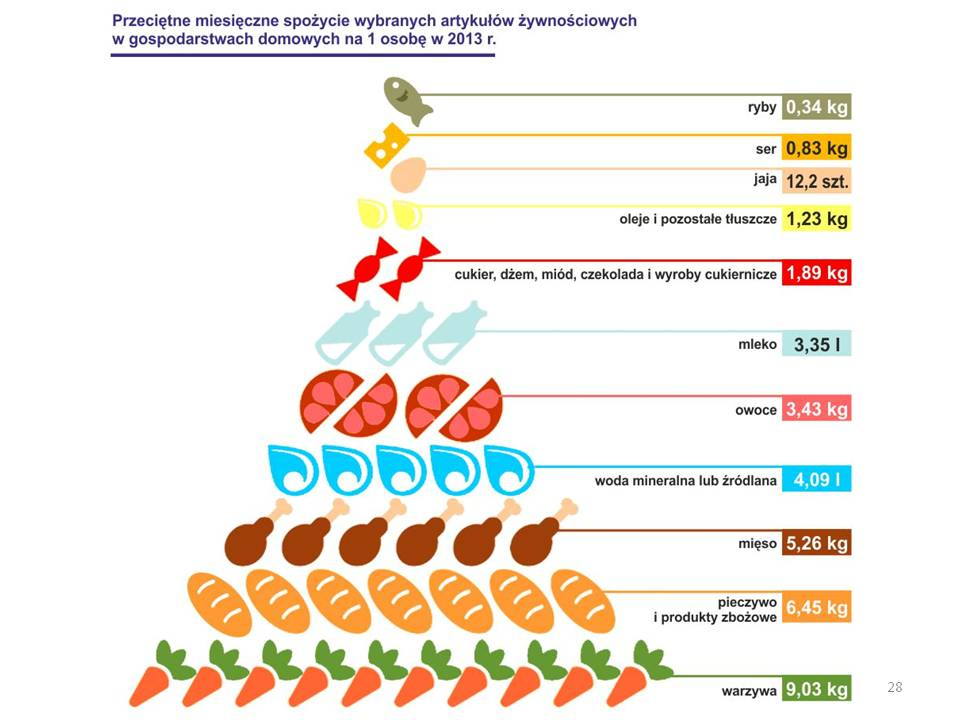 Przeciętne miesięczne spożycie wybranych artykułów żywnościowych
w gospodarstwach domowych na 1 osobę w 2013 r.
ryby 0,34 kg
ser 0,83 kg
jaja 12,2 szt.
oleje i pozostałe tłuszcze 1,23 kg
cukier, dżem, miód, czekolada i wyroby cukiernicze 1,89 kg
mleko 3,35 l
owoce 3,43 kg
woda mineralna lub źródlana 4,09 l
mięso 5,26 kg
pieczywo
i produkty zbożowe 6,45 kg
warzywa 9,03 kg
28